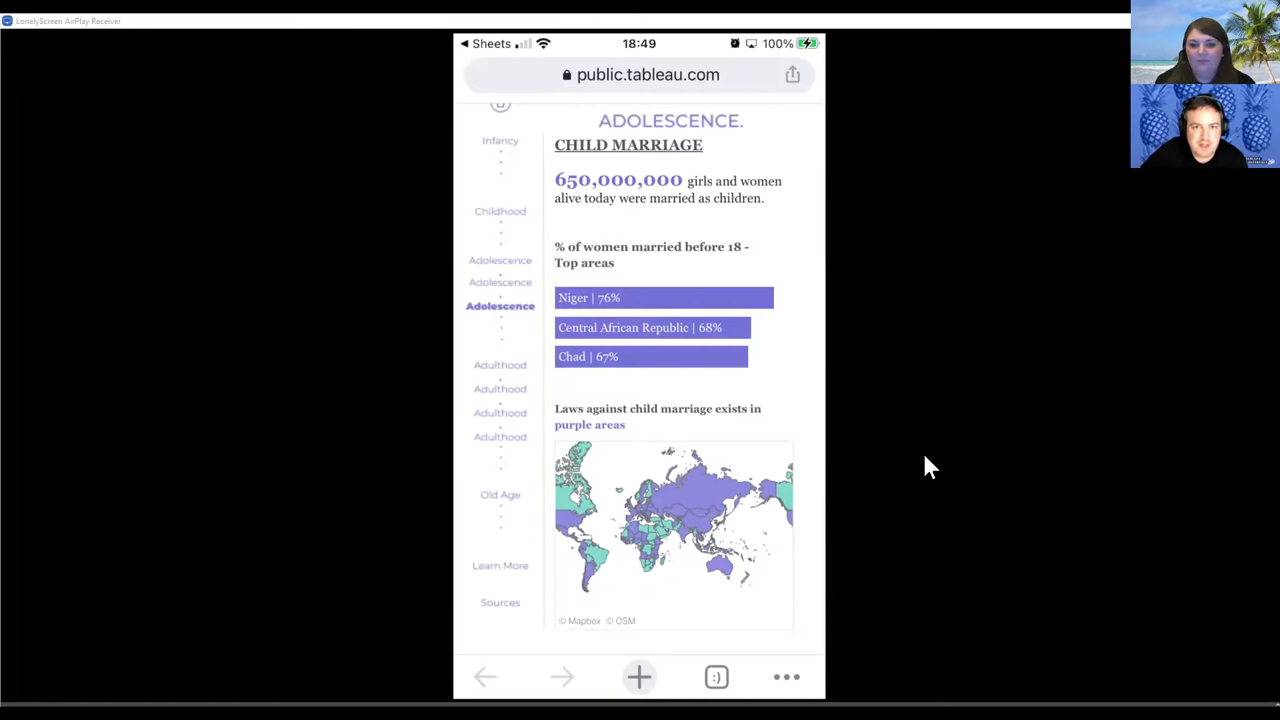 LonelyScreen AirPlay Receiver
Sheets
18:49
100%
public.tableau.com
ADOLESCENCE.
CHILD MARRIAGE
650,000,000 girls and women
alive today were married as children.
% of women married before 18 -
Top areas
Niger | 76%
Central African Republic | 68%
Chad | 67%
Laws against child marriage exists in
purple areas
© Mapbox © OSM
Infancy
Childhood
Adolescence
Adolescence
Adolescence
Adulthood
Adulthood
Adulthood
Adulthood
Old Age
Learn More
Sources
:)